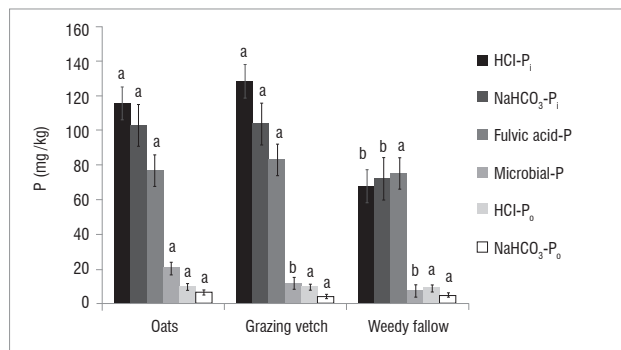 160
140
120
100
80
60
40
20
0
P (mg/kg)
a a a a a a
a a a b a a
b b a b a a
Oats Grazing vetch Weedy fallow
HCl-Pi
NaHCO3-Pi
Fulvic acid-P
Microbial-P
HCl-Po
NaHCO3-Po